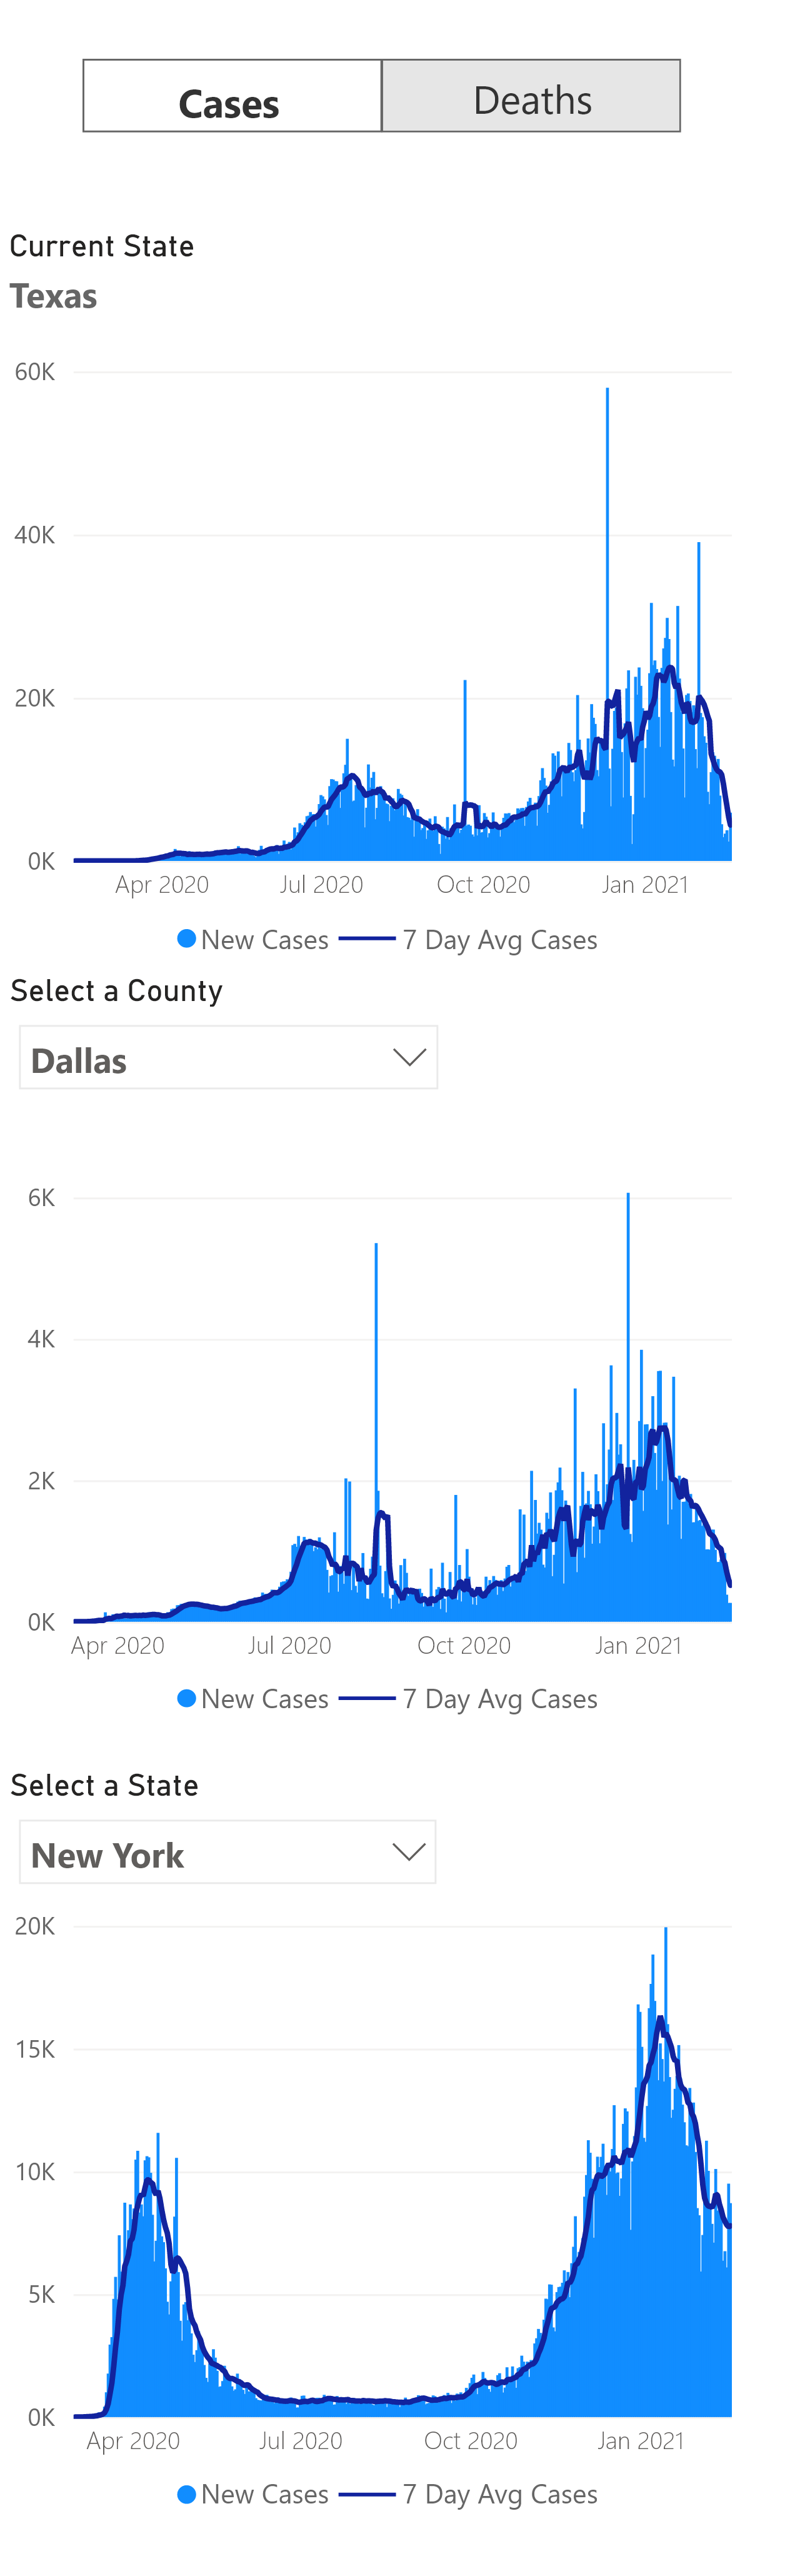 Cases Deaths
Current State
Texas
60K
40K
20K
0K
Apr 2020 Jul 2020 Oct 2020 Jan 2021
New Cases 7 Day Avg Cases
Select a County
Dallas
6K
4K
2K
0K
Apr 2020 Jul 2020 Oct 2020 Jan 2021
New Cases 7 Day Avg Cases
Select a State
New York
20K
15K
10K
5K
0K
Apr 2020 Jul 2020 Oct 2020 Jan 2021
New Cases 7 Day Avg Cases